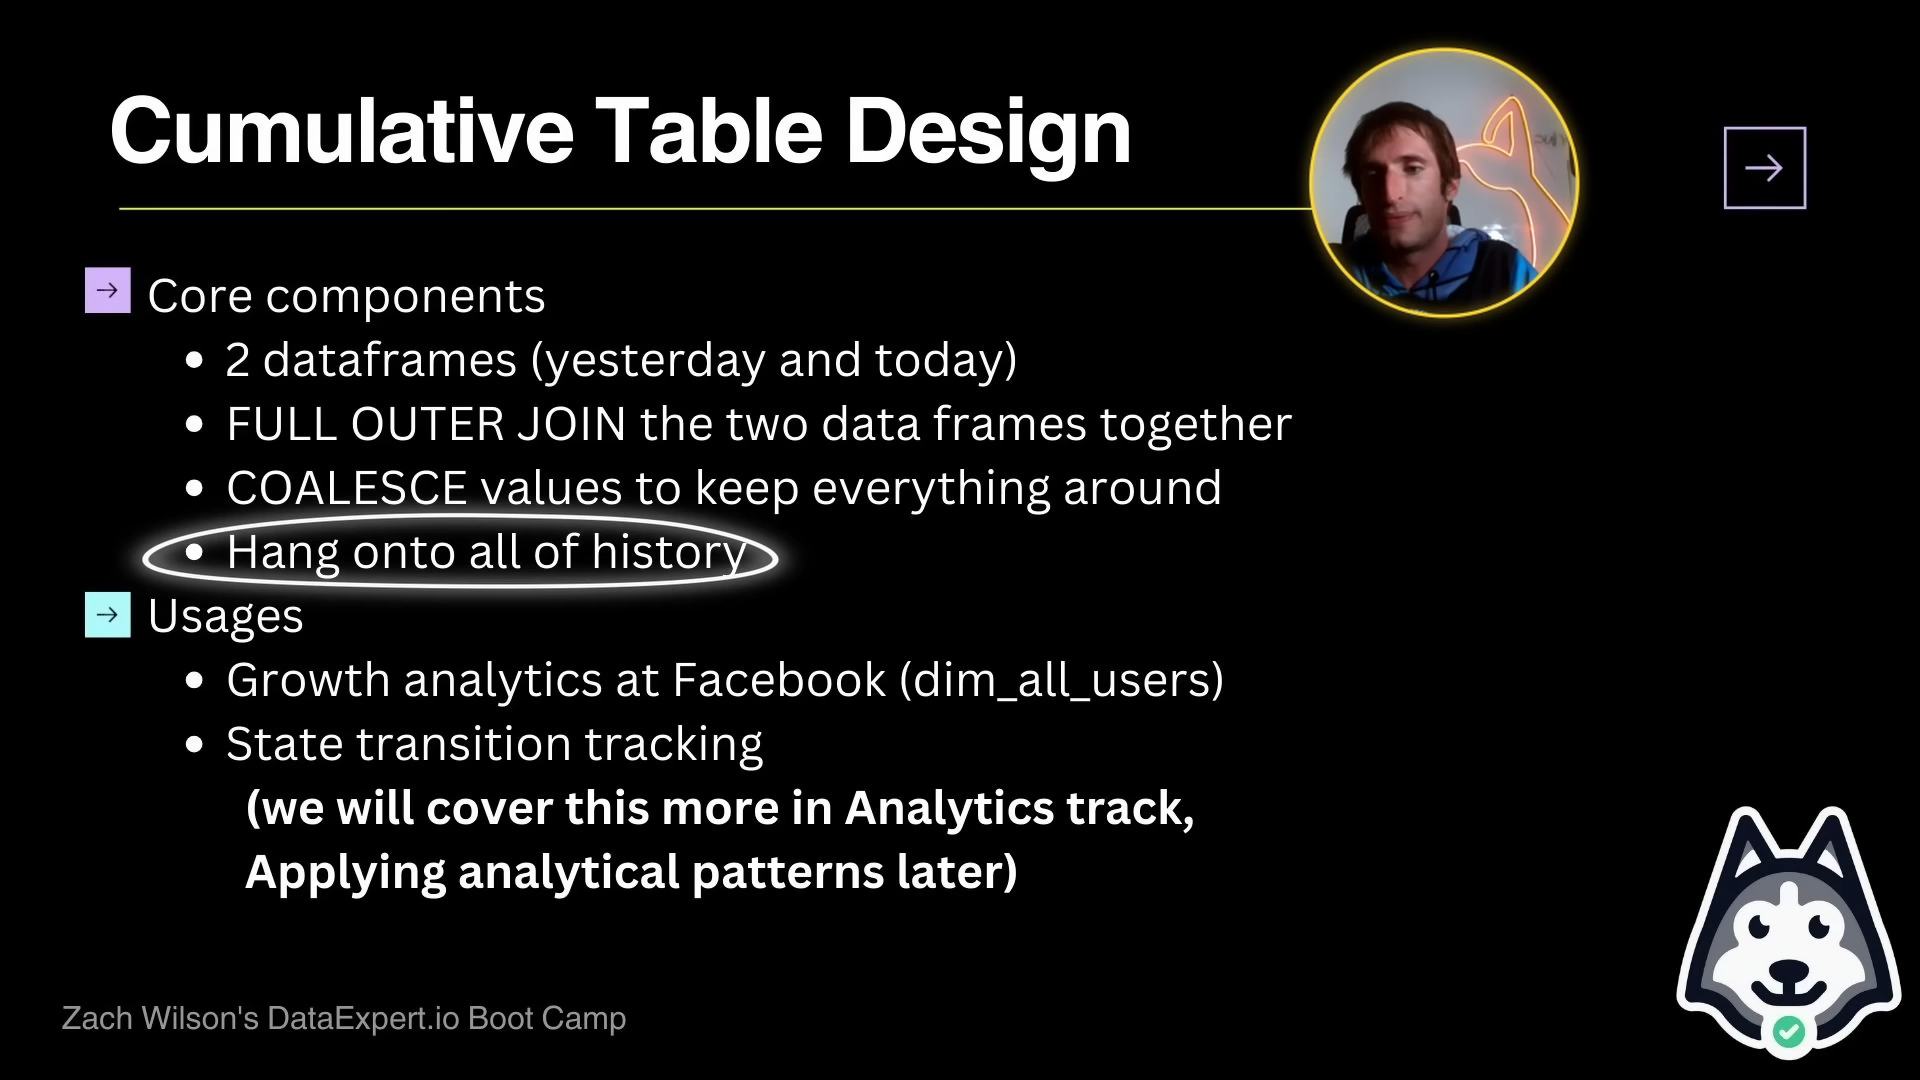 Cumulative Table Design
Core components
2 dataframes (yesterday and today)
FULL OUTER JOIN the two data frames together
COALESCE values to keep everything around
Hang onto all of history
Usages
Growth analytics at Facebook (dim_all_users)
State transition tracking
(we will cover this more in Analytics track,
Applying analytical patterns later)
Zach Wilson's DataExpert.io Boot Camp